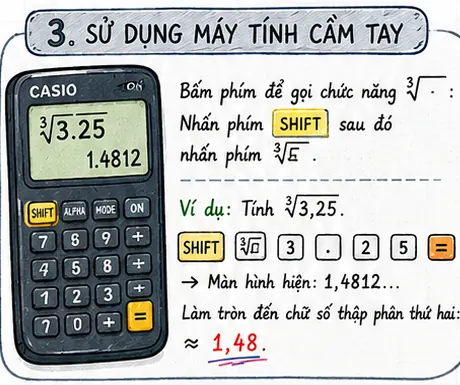 3. SỬ DỤNG MÁY TÍNH CẦM TAY
CASIO ON
∛3.25
1.4812
SHIFT ALPHA MODE ON
7 8 9 ÷
4 5 8 ÷
1 2 3 ÷
7 0 + =
Bấm phím để gọi chức năng ∛· :
Nhấn phím SHIFT sau đó
nhấn phím ∛ .
Ví dụ: Tính ∛3,25.
SHIFT ∛□ 3 . 2 5 =
→ Màn hình hiện: 1,4812...
Làm tròn đến chữ số thập phân thứ hai:
≈ 1,48.